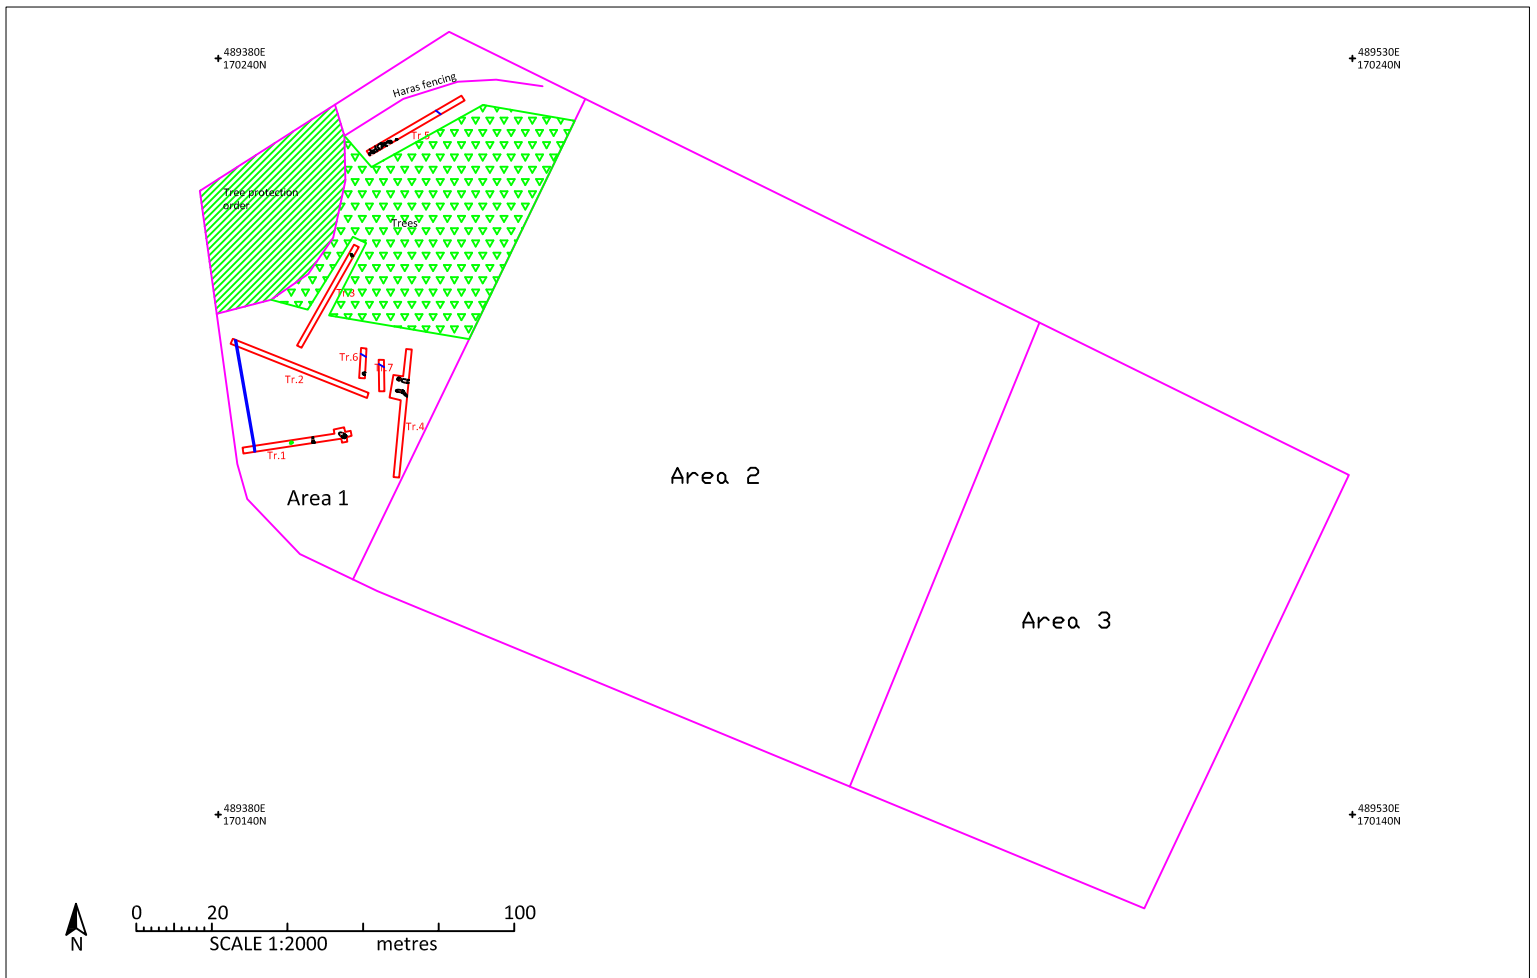 489380E
170240N
489530E
170240N
Haras fencing
Tr.5
Tree protection
order
Trees
Tr.3
Tr.6
Tr.7
Tr.2
Tr.4
Tr.1
Area 1
Area 2
Area 3
489380E
170140N
489530E
170140N
0 20 100
SCALE 1:2000 metres
N